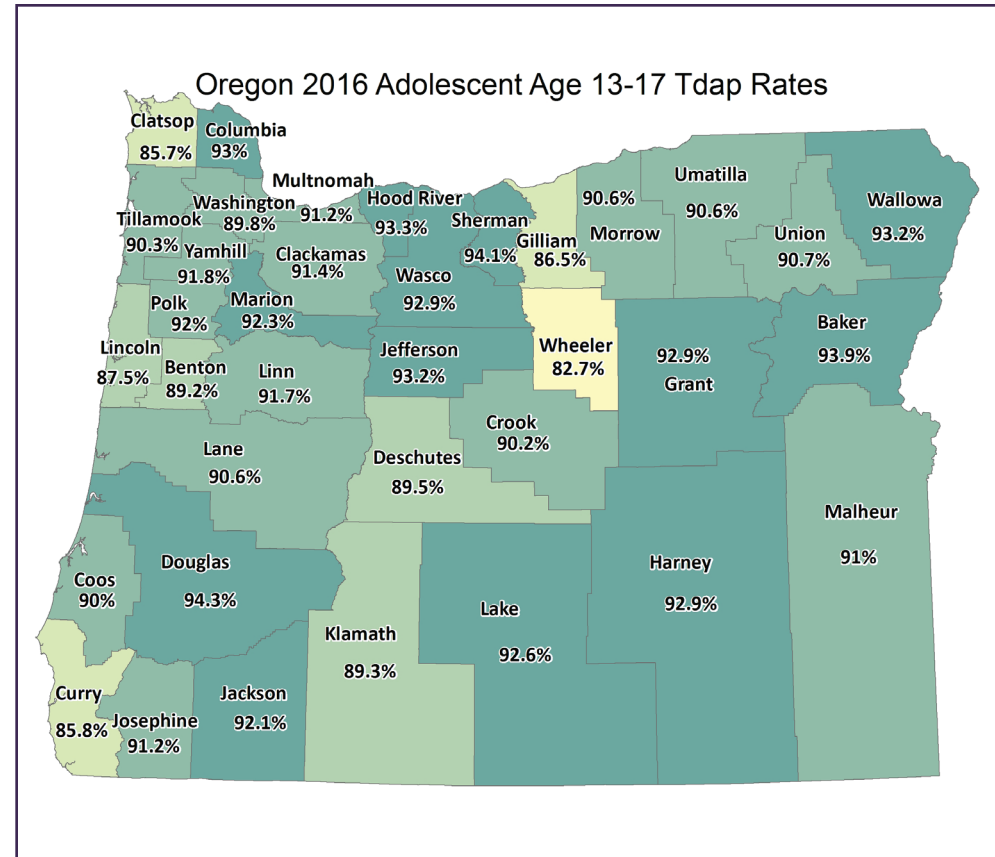 Oregon 2016 Adolescent Age 13-17 Tdap Rates
Clatsop
85.7%
Columbia
93%
Multnomah
91.2%
Washington
89.8%
Tillamook
90.3%
Yamhill
91.8%
Clackamas
91.4%
Hood River
93.3%
Sherman
94.1%
Gilliam
86.5%
90.6%
Morrow
Umatilla
90.6%
Union
90.7%
Wallowa
93.2%
Wasco
92.9%
Polk
92%
Marion
92.3%
Lincoln
87.5%
Benton
89.2%
Linn
91.7%
Jefferson
93.2%
Wheeler
82.7%
92.9%
Grant
Baker
93.9%
Lane
90.6%
Deschutes
89.5%
Crook
90.2%
Malheur
91%
Coos
90%
Douglas
94.3%
Klamath
89.3%
Lake
92.6%
Harney
92.9%
Curry
85.8%
Josephine
91.2%
Jackson
92.1%